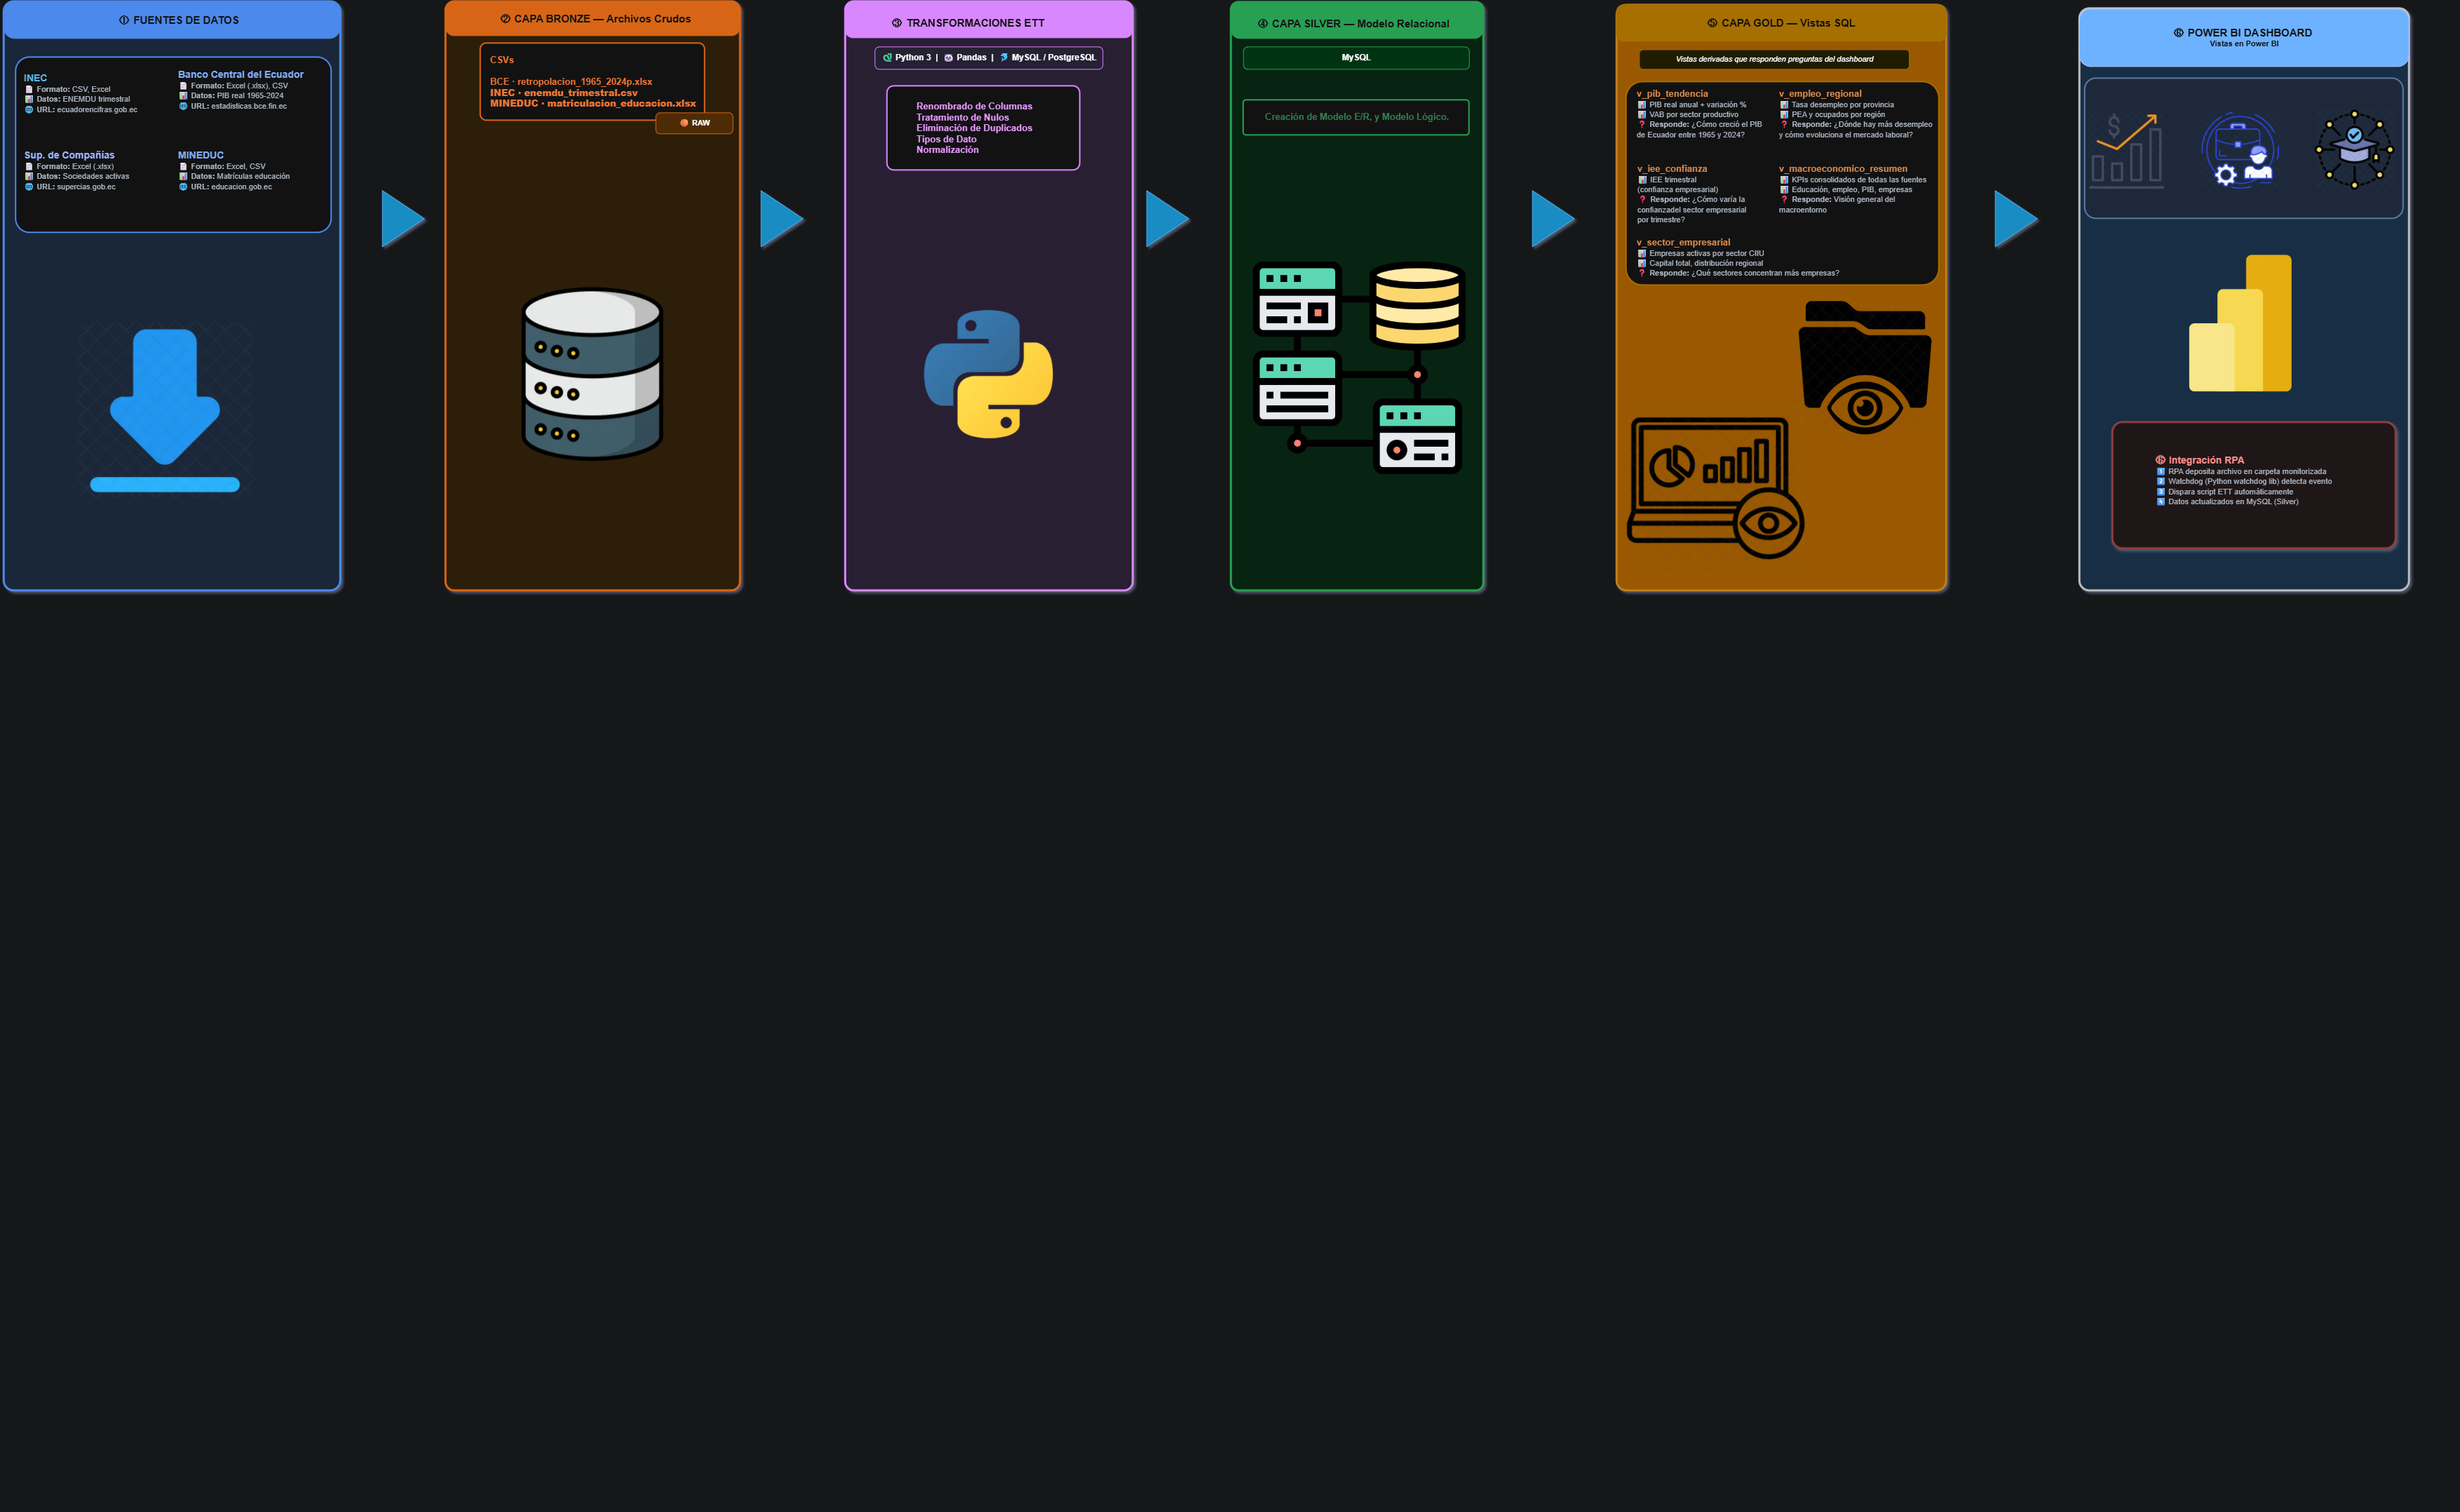 ① FUENTES DE DATOS
INEC
Formato: CSV, Excel
Datos: ENEMDU trimestral
URL: ecuadorencifras.gob.ec
Banco Central del Ecuador
Formato: Excel (.xlsx), CSV
Datos: PIB real 1965-2024
URL: estadisticas.bce.fin.ec
Sup. de Compañías
Formato: Excel (.xlsx)
Datos: Sociedades activas
URL: supercias.gob.ec
MINEDUC
Formato: Excel, CSV
Datos: Matrículas educación
URL: educacion.gob.ec
② CAPA BRONZE — Archivos Crudos
CSVs
BCE · retropolacion_1965_2024p.xlsx
INEC · enemdu_trimestral.csv
MINEDUC · matriculacion_educacion.xlsx
RAW
③ TRANSFORMACIONES ETT
Python 3 | Pandas | MySQL / PostgreSQL
Renombrado de Columnas
Tratamiento de Nulos
Eliminación de Duplicados
Tipos de Dato
Normalización
④ CAPA SILVER — Modelo Relacional
MySQL
Creación de Modelo E/R, y Modelo Lógico.
⑤ CAPA GOLD — Vistas SQL
Vistas derivadas que responden preguntas del dashboard
v_pib_tendencia
PIB real anual + variación %
VAB por sector productivo
❓ Responde: ¿Cómo creció el PIB
de Ecuador entre 1965 y 2024?
v_empleo_regional
Tasa desempleo por provincia
PEA y ocupados por región
❓ Responde: ¿Dónde hay más desempleo
y cómo evoluciona el mercado laboral?
v_iee_confianza
IEE trimestral
(confianza empresarial)
❓ Responde: ¿Cómo varía la
confianzadel sector empresarial
por trimestre?
v_macroeconomico_resumen
KPIs consolidados de todas las fuentes
Educación, empleo, PIB, empresas
❓ Responde: Visión general del
macroentorno
v_sector_empresarial
Empresas activas por sector CIIU
Capital total, distribución regional
❓ Responde: ¿Qué sectores concentran más empresas?
⑥ POWER BI DASHBOARD
Vistas en Power BI
$
⑥ Integración RPA
1 RPA deposita archivo en carpeta monitorizada
2 Watchdog (Python watchdog lib) detecta evento
3 Dispara script ETT automáticamente
4 Datos actualizados en MySQL (Silver)